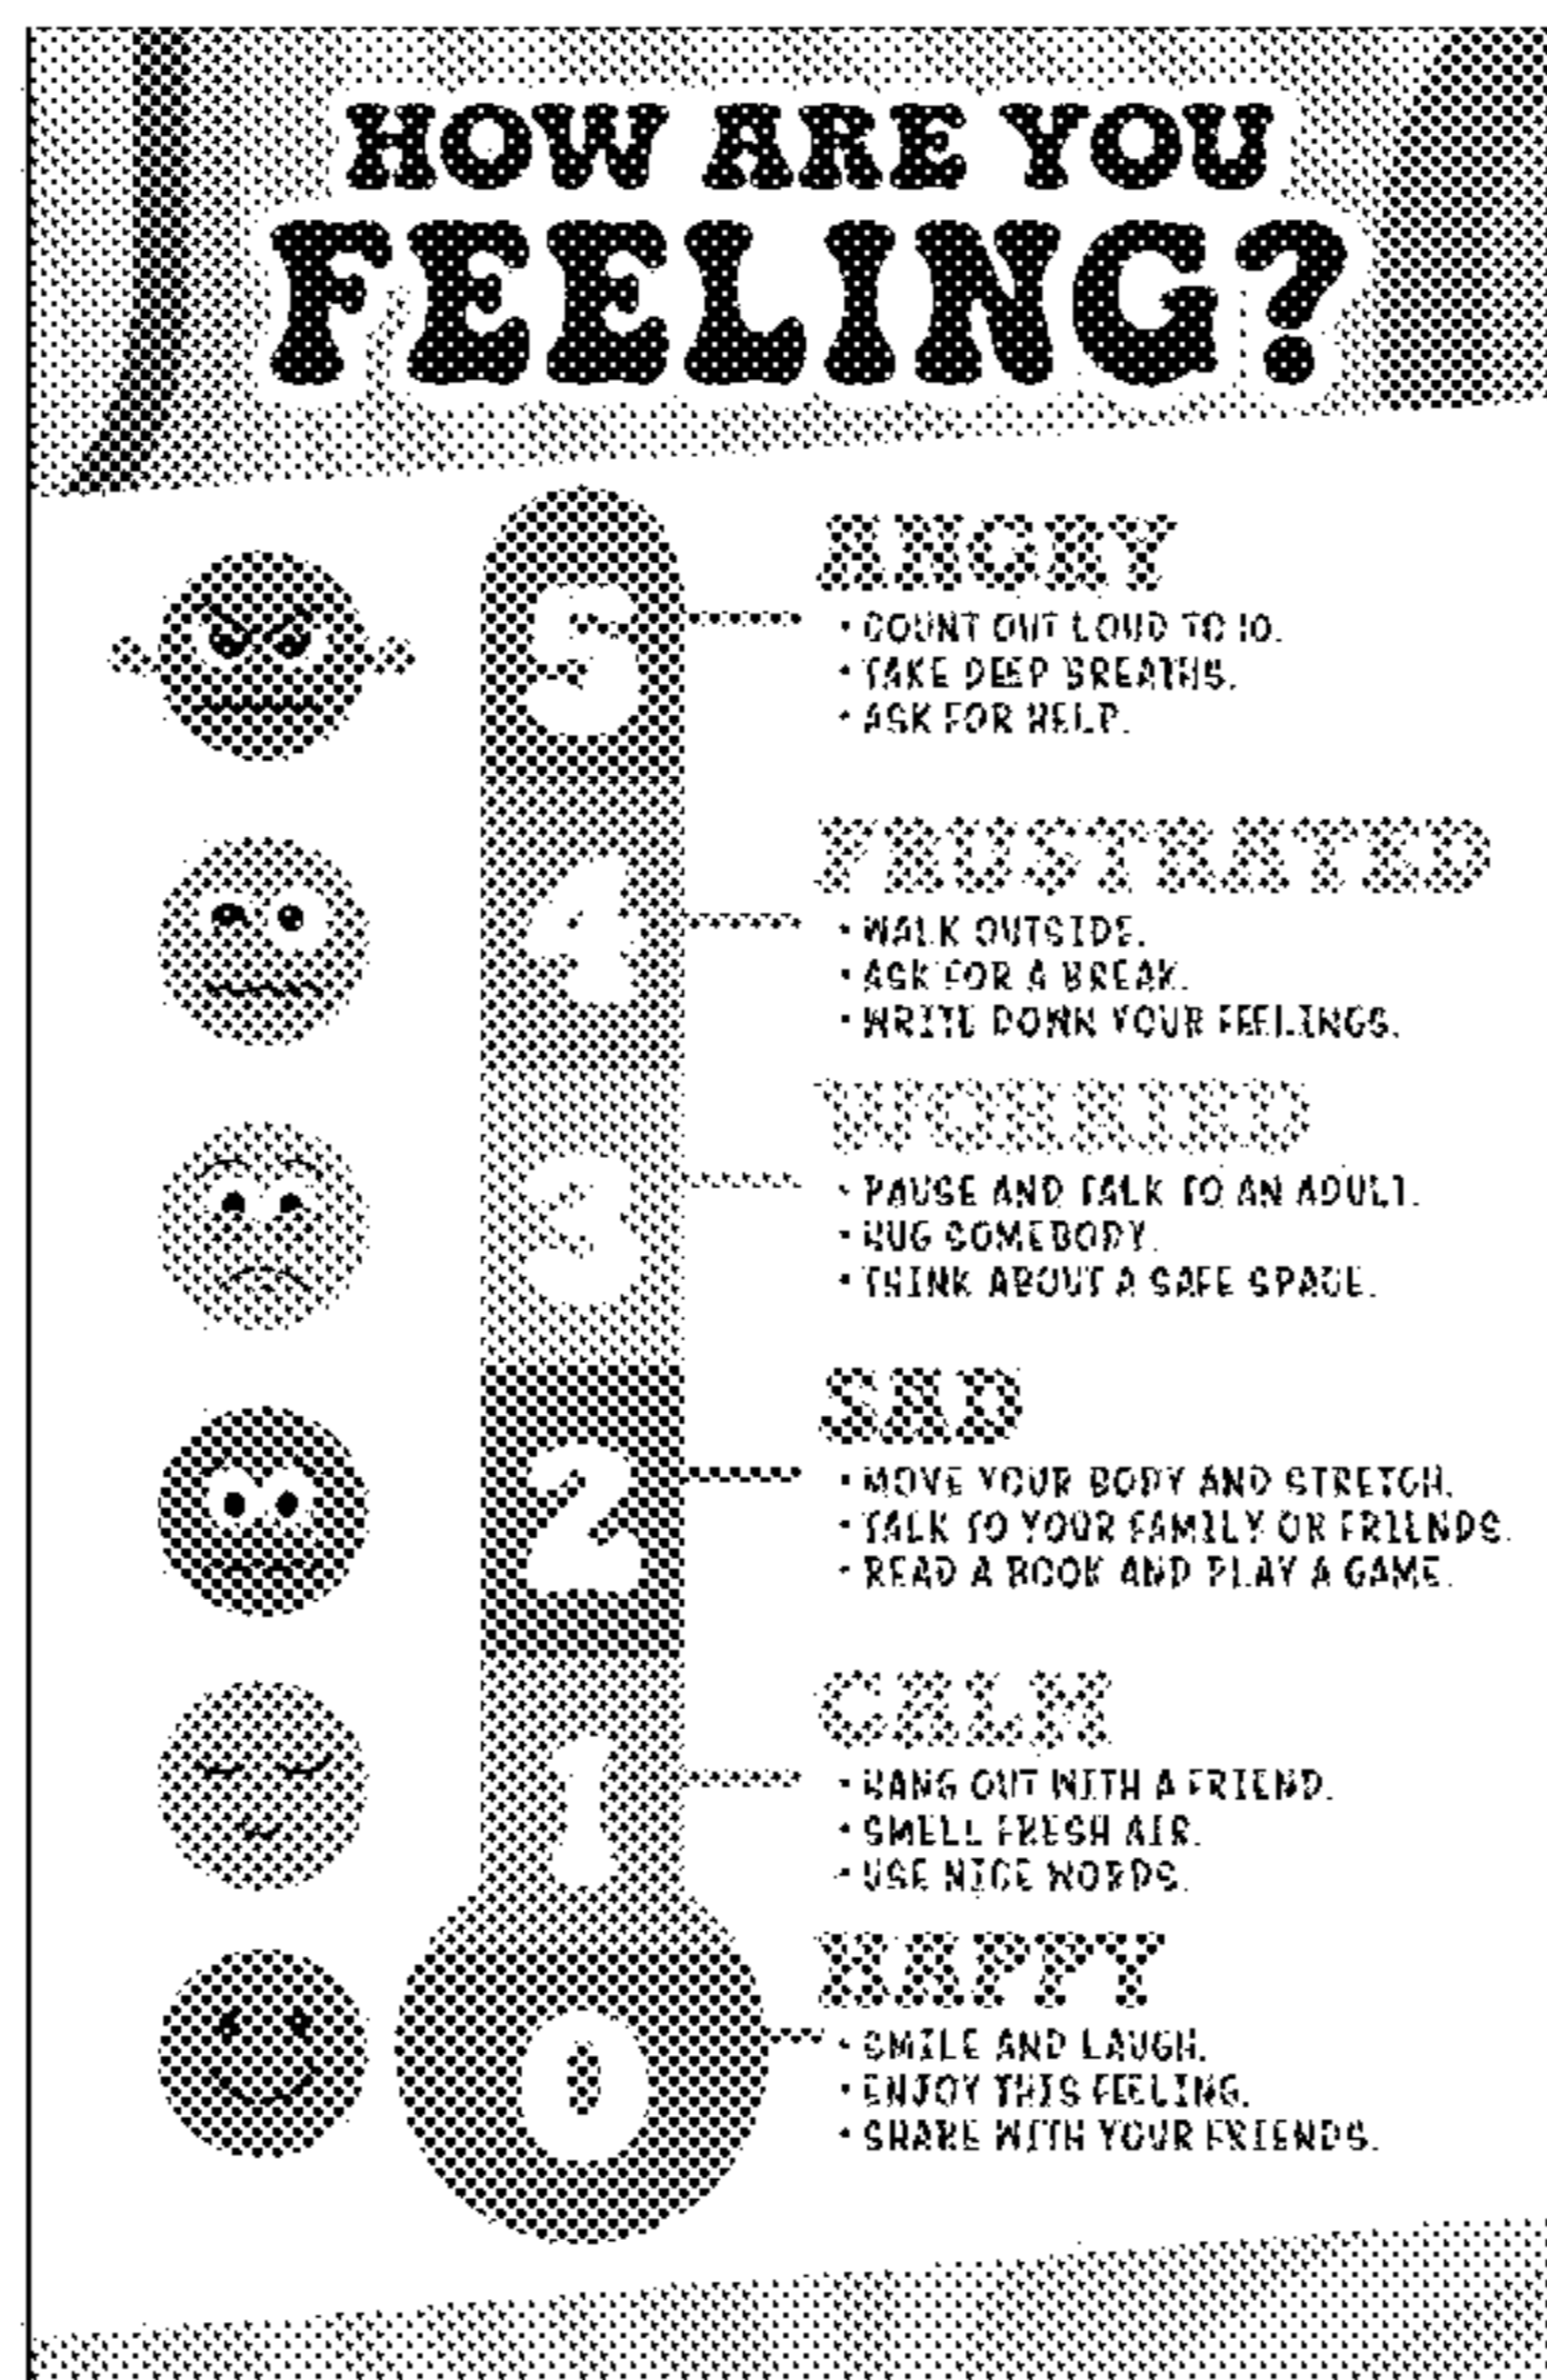 HOW ARE YOU
FEELING?
5
ANGRY
• COUNT OUT LOUD TO 10.
• TAKE DEEP BREATHS.
• ASK FOR HELP.
4
FRUSTRATED
• WALK OUTSIDE.
• ASK FOR A BREAK.
• WRITE DOWN YOUR FEELINGS.
3
WORRIED
• PAUSE AND TALK TO AN ADULT.
• HUG SOMEBODY.
• THINK ABOUT A SAFE SPACE.
2
SAD
• MOVE YOUR BODY AND STRETCH.
• TALK TO YOUR FAMILY OR FRIENDS.
• READ A BOOK AND PLAY A GAME.
1
CALM
• HANG OUT WITH A FRIEND.
• SMELL FRESH AIR.
• USE NICE WORDS.
0
HAPPY
• SMILE AND LAUGH.
• ENJOY THIS FEELING.
• SHARE WITH YOUR FRIENDS.